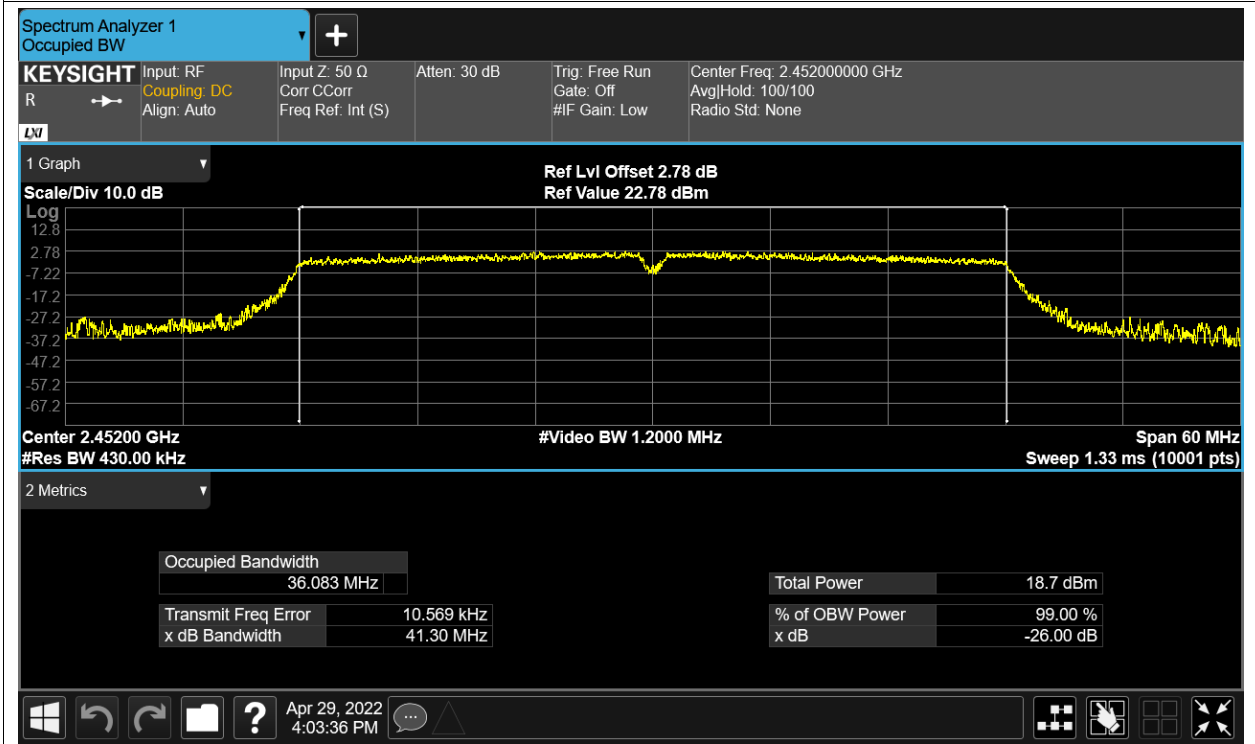 Spectrum Analyzer 1
Occupied BW
KEYSIGHT
R
LXI
Input: RF
Coupling: DC
Align: Auto
Input Z: 50 Ω
Corr CCorr
Freq Ref: Int (S)
Atten: 30 dB
Trig: Free Run
Gate: Off
#IF Gain: Low
Center Freq: 2.452000000 GHz
Avg|Hold: 100/100
Radio Std: None
1 Graph
Scale/Div 10.0 dB
Ref Lvl Offset 2.78 dB
Ref Value 22.78 dBm
Log
12.8
2.78
-7.22
-17.2
-27.2
-37.2
-47.2
-57.2
-67.2
Center 2.45200 GHz
#Res BW 430.00 kHz
#Video BW 1.2000 MHz
Span 60 MHz
Sweep 1.33 ms (10001 pts)
2 Metrics
Occupied Bandwidth
36.083 MHz
Transmit Freq Error 10.569 kHz
x dB Bandwidth 41.30 MHz
Total Power 18.7 dBm
% of OBW Power 99.00 %
x dB -26.00 dB
?
Apr 29, 2022
4:03:36 PM